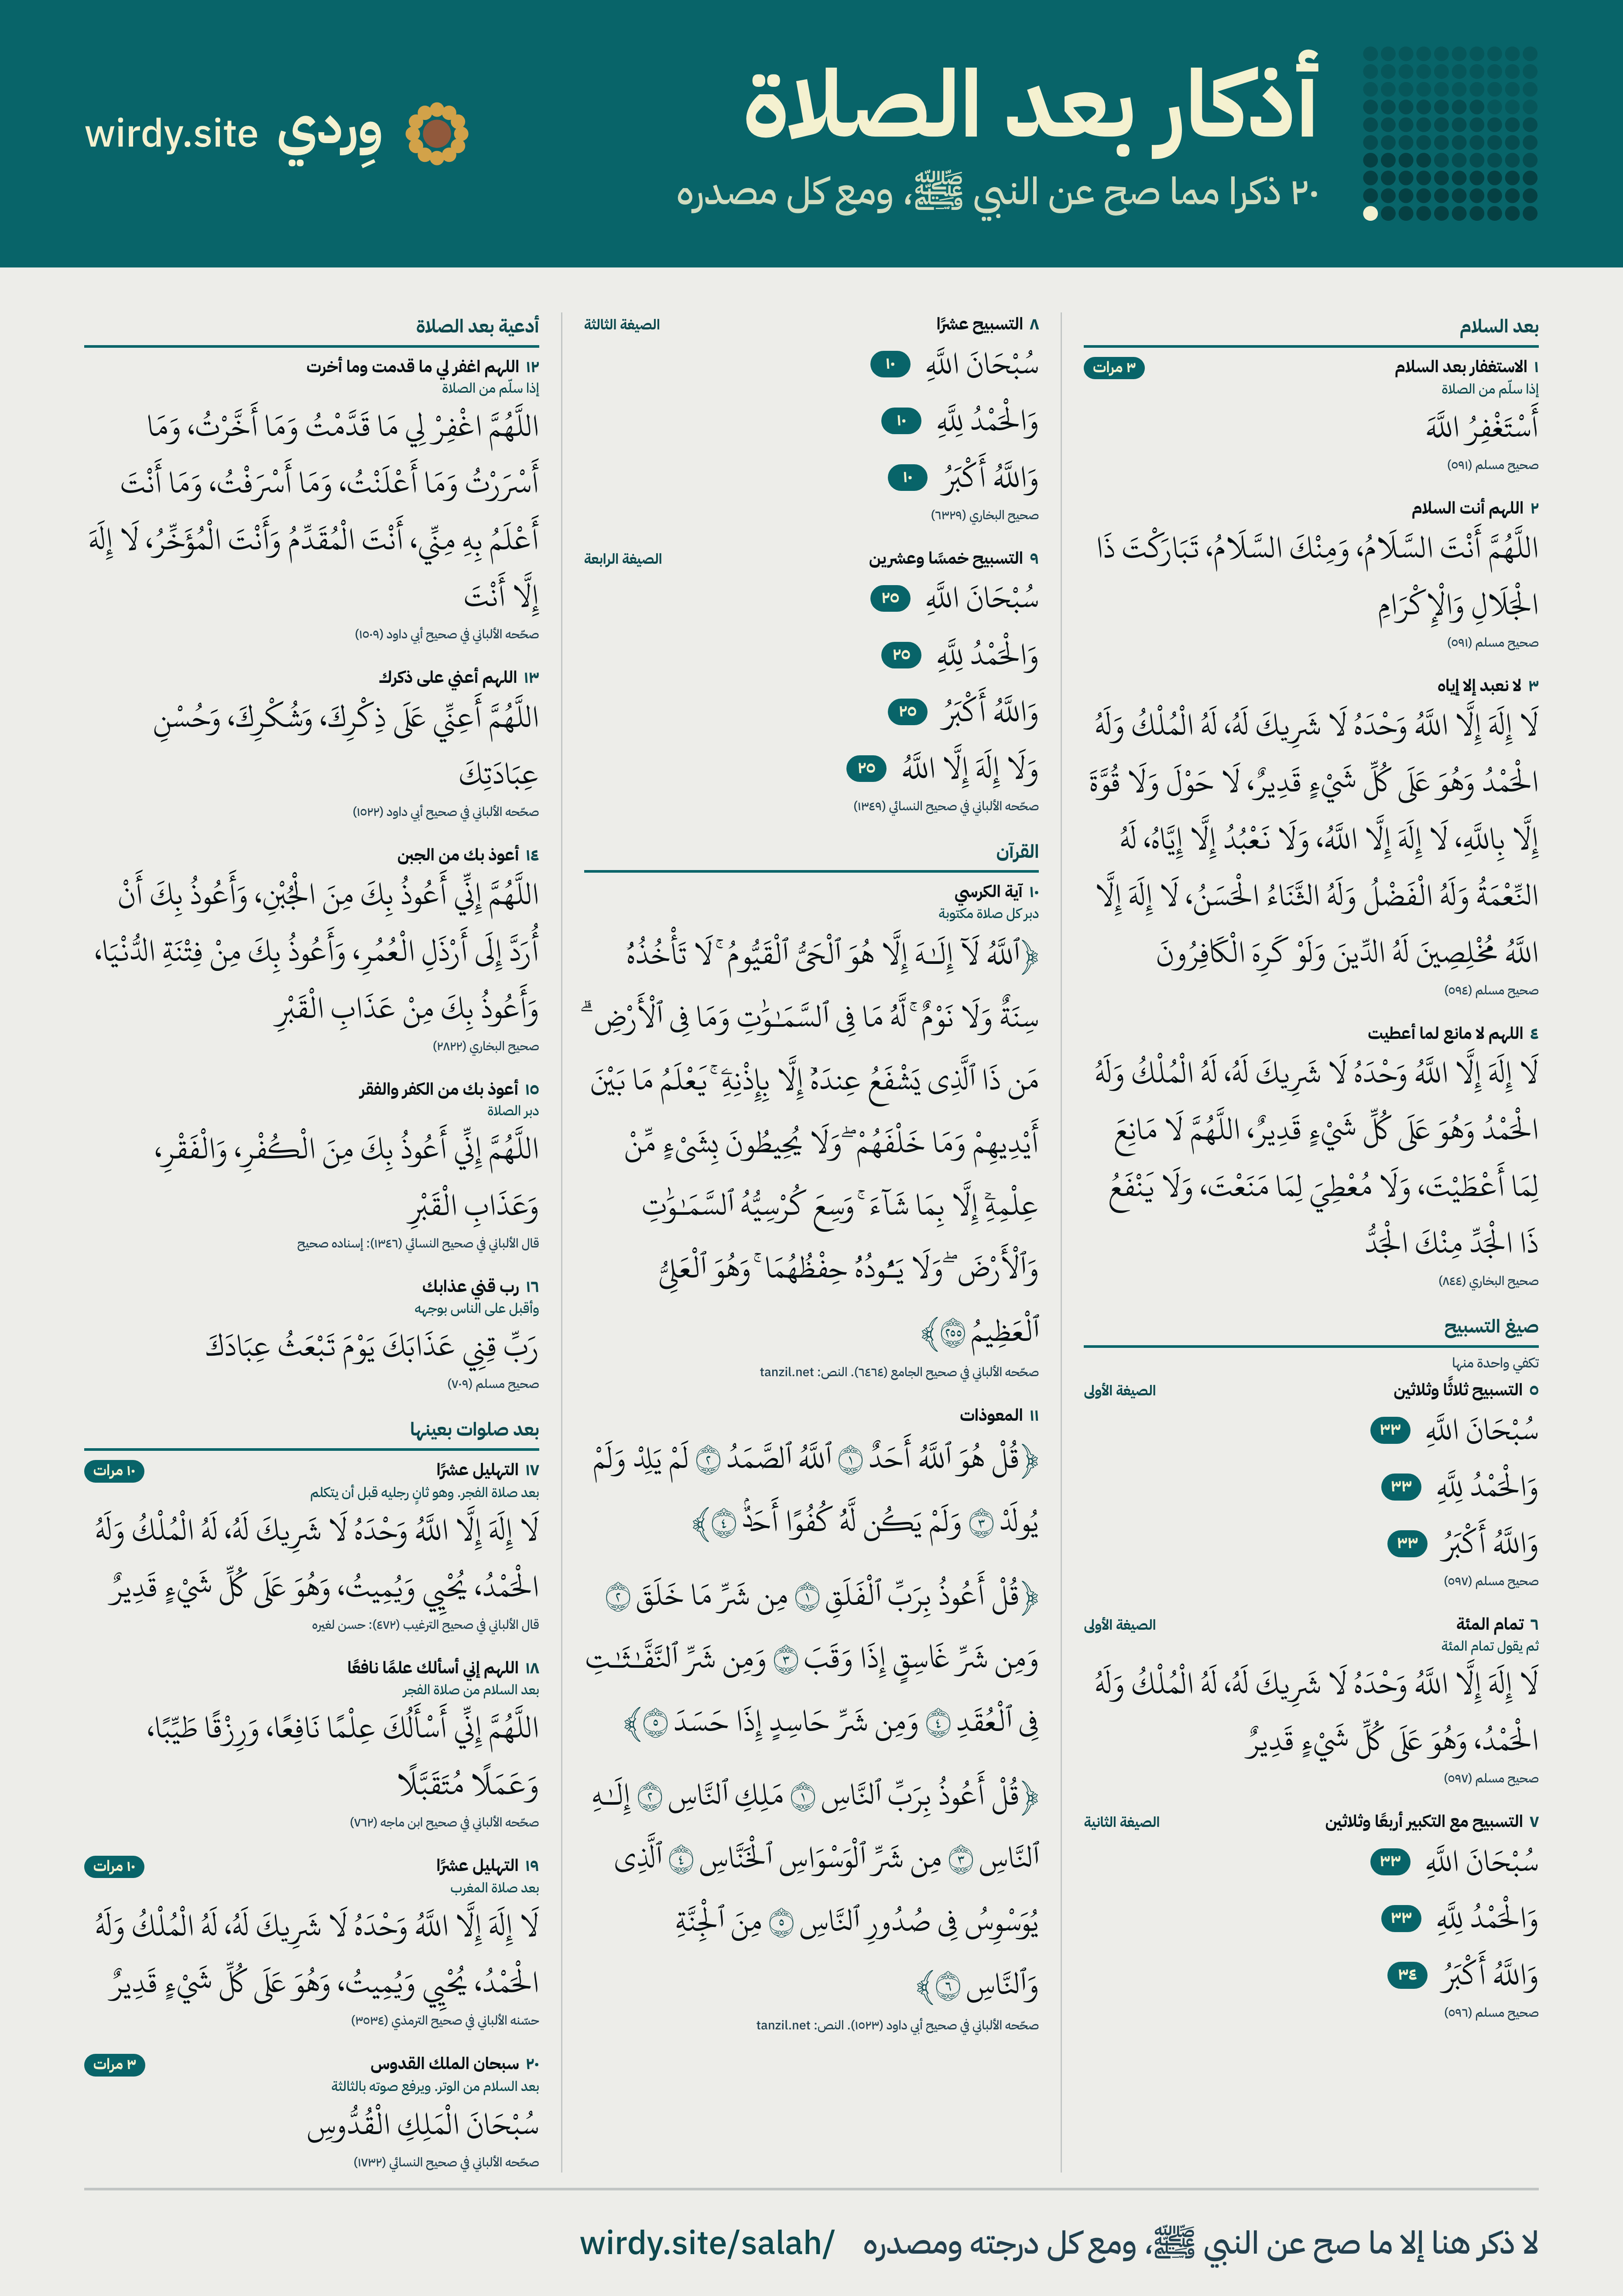 أذكار بعد الصلاة
٢٠ ذكرا مما صح عن النبي ﷺ، ومع كل مصدره
وِردي wirdy.site
بعد السلام
١ الاستغفار بعد السلام ٣ مرات
إذا سلّم من الصلاة
أَسْتَغْفِرُ اللَّهَ
صحيح مسلم (٥٩١)
٢ اللهم أنت السلام
اللَّهُمَّ أَنْتَ السَّلَامُ، وَمِنْكَ السَّلَامُ، تَبَارَكْتَ ذَا
الْجَلَالِ وَالْإِكْرَامِ
صحيح مسلم (٥٩١)
٣ لا نعبد إلا إياه
لَا إِلَهَ إِلَّا اللَّهُ وَحْدَهُ لَا شَرِيكَ لَهُ، لَهُ الْمُلْكُ وَلَهُ
الْحَمْدُ وَهُوَ عَلَى كُلِّ شَيْءٍ قَدِيرٌ، لَا حَوْلَ وَلَا قُوَّةَ
إِلَّا بِاللَّهِ، لَا إِلَهَ إِلَّا اللَّهُ، وَلَا نَعْبُدُ إِلَّا إِيَّاهُ، لَهُ
النِّعْمَةُ وَلَهُ الْفَضْلُ وَلَهُ الثَّنَاءُ الْحَسَنُ، لَا إِلَهَ إِلَّا
اللَّهُ مُخْلِصِينَ لَهُ الدِّينَ وَلَوْ كَرِهَ الْكَافِرُونَ
صحيح مسلم (٥٩٤)
٤ اللهم لا مانع لما أعطيت
لَا إِلَهَ إِلَّا اللَّهُ وَحْدَهُ لَا شَرِيكَ لَهُ، لَهُ الْمُلْكُ وَلَهُ
الْحَمْدُ وَهُوَ عَلَى كُلِّ شَيْءٍ قَدِيرٌ، اللَّهُمَّ لَا مَانِعَ
لِمَا أَعْطَيْتَ، وَلَا مُعْطِيَ لِمَا مَنَعْتَ، وَلَا يَنْفَعُ
ذَا الْجَدِّ مِنْكَ الْجَدُّ
صحيح البخاري (٨٤٤)
صيغ التسبيح
تكفي واحدة منها
٥ التسبيح ثلاثًا وثلاثين الصيغة الأولى
سُبْحَانَ اللَّهِ ٣٣
وَالْحَمْدُ لِلَّهِ ٣٣
وَاللَّهُ أَكْبَرُ ٣٣
صحيح مسلم (٥٩٧)
٦ تمام المئة الصيغة الأولى
ثم يقول تمام المئة
لَا إِلَهَ إِلَّا اللَّهُ وَحْدَهُ لَا شَرِيكَ لَهُ، لَهُ الْمُلْكُ وَلَهُ
الْحَمْدُ، وَهُوَ عَلَى كُلِّ شَيْءٍ قَدِيرٌ
صحيح مسلم (٥٩٧)
٧ التسبيح مع التكبير أربعًا وثلاثين الصيغة الثانية
سُبْحَانَ اللَّهِ ٣٣
وَالْحَمْدُ لِلَّهِ ٣٣
وَاللَّهُ أَكْبَرُ ٣٤
صحيح مسلم (٥٩٦)
٨ التسبيح عشرًا الصيغة الثالثة
سُبْحَانَ اللَّهِ ١٠
وَالْحَمْدُ لِلَّهِ ١٠
وَاللَّهُ أَكْبَرُ ١٠
صحيح البخاري (٦٣٢٩)
٩ التسبيح خمسًا وعشرين الصيغة الرابعة
سُبْحَانَ اللَّهِ ٢٥
وَالْحَمْدُ لِلَّهِ ٢٥
وَاللَّهُ أَكْبَرُ ٢٥
وَلَا إِلَهَ إِلَّا اللَّهُ ٢٥
صحّحه الألباني في صحيح النسائي (١٣٤٩)
القرآن
١٠ آية الكرسي
دبر كل صلاة مكتوبة
﴿ٱللَّهُ لَآ إِلَـٰهَ إِلَّا هُوَ ٱلْحَىُّ ٱلْقَيُّومُ ۚ لَا تَأْخُذُهُۥ
سِنَةٌ وَلَا نَوْمٌ ۚ لَّهُۥ مَا فِى ٱلسَّمَـٰوَٰتِ وَمَا فِى ٱلْأَرْضِ ۗ
مَن ذَا ٱلَّذِى يَشْفَعُ عِندَهُۥٓ إِلَّا بِإِذْنِهِۦ ۚ يَعْلَمُ مَا بَيْنَ
أَيْدِيهِمْ وَمَا خَلْفَهُمْ ۖ وَلَا يُحِيطُونَ بِشَىْءٍ مِّنْ
عِلْمِهِۦٓ إِلَّا بِمَا شَآءَ ۚ وَسِعَ كُرْسِيُّهُ ٱلسَّمَـٰوَٰتِ
وَٱلْأَرْضَ ۖ وَلَا يَـُٔودُهُۥ حِفْظُهُمَا ۚ وَهُوَ ٱلْعَلِىُّ
ٱلْعَظِيمُ ۝٢٥٥﴾
صحّحه الألباني في صحيح الجامع (٦٤٦٤). النص: tanzil.net
١١ المعوذات
﴿قُلْ هُوَ ٱللَّهُ أَحَدٌ ۝١ ٱللَّهُ ٱلصَّمَدُ ۝٢ لَمْ يَلِدْ وَلَمْ
يُولَدْ ۝٣ وَلَمْ يَكُن لَّهُۥ كُفُوًا أَحَدٌۢ ۝٤﴾
﴿قُلْ أَعُوذُ بِرَبِّ ٱلْفَلَقِ ۝١ مِن شَرِّ مَا خَلَقَ ۝٢
وَمِن شَرِّ غَاسِقٍ إِذَا وَقَبَ ۝٣ وَمِن شَرِّ ٱلنَّفَّـٰثَـٰتِ
فِى ٱلْعُقَدِ ۝٤ وَمِن شَرِّ حَاسِدٍ إِذَا حَسَدَ ۝٥﴾
﴿قُلْ أَعُوذُ بِرَبِّ ٱلنَّاسِ ۝١ مَلِكِ ٱلنَّاسِ ۝٢ إِلَـٰهِ
ٱلنَّاسِ ۝٣ مِن شَرِّ ٱلْوَسْوَاسِ ٱلْخَنَّاسِ ۝٤ ٱلَّذِى
يُوَسْوِسُ فِى صُدُورِ ٱلنَّاسِ ۝٥ مِنَ ٱلْجِنَّةِ
وَٱلنَّاسِ ۝٦﴾
صحّحه الألباني في صحيح أبي داود (١٥٢٣). النص: tanzil.net
أدعية بعد الصلاة
١٢ اللهم اغفر لي ما قدمت وما أخرت
إذا سلّم من الصلاة
اللَّهُمَّ اغْفِرْ لِي مَا قَدَّمْتُ وَمَا أَخَّرْتُ، وَمَا
أَسْرَرْتُ وَمَا أَعْلَنْتُ، وَمَا أَسْرَفْتُ، وَمَا أَنْتَ
أَعْلَمُ بِهِ مِنِّي، أَنْتَ الْمُقَدِّمُ وَأَنْتَ الْمُؤَخِّرُ، لَا إِلَهَ
إِلَّا أَنْتَ
صحّحه الألباني في صحيح أبي داود (١٥٠٩)
١٣ اللهم أعني على ذكرك
اللَّهُمَّ أَعِنِّي عَلَى ذِكْرِكَ، وَشُكْرِكَ، وَحُسْنِ
عِبَادَتِكَ
صحّحه الألباني في صحيح أبي داود (١٥٢٢)
١٤ أعوذ بك من الجبن
اللَّهُمَّ إِنِّي أَعُوذُ بِكَ مِنَ الْجُبْنِ، وَأَعُوذُ بِكَ أَنْ
أُرَدَّ إِلَى أَرْذَلِ الْعُمُرِ، وَأَعُوذُ بِكَ مِنْ فِتْنَةِ الدُّنْيَا،
وَأَعُوذُ بِكَ مِنْ عَذَابِ الْقَبْرِ
صحيح البخاري (٢٨٢٢)
١٥ أعوذ بك من الكفر والفقر
دبر الصلاة
اللَّهُمَّ إِنِّي أَعُوذُ بِكَ مِنَ الْكُفْرِ، وَالْفَقْرِ،
وَعَذَابِ الْقَبْرِ
قال الألباني في صحيح النسائي (١٣٤٦): إسناده صحيح
١٦ رب قني عذابك
وأقبل على الناس بوجهه
رَبِّ قِنِي عَذَابَكَ يَوْمَ تَبْعَثُ عِبَادَكَ
صحيح مسلم (٧٠٩)
بعد صلوات بعينها
١٧ التهليل عشرًا ١٠ مرات
بعد صلاة الفجر. وهو ثانٍ رجليه قبل أن يتكلم
لَا إِلَهَ إِلَّا اللَّهُ وَحْدَهُ لَا شَرِيكَ لَهُ، لَهُ الْمُلْكُ وَلَهُ
الْحَمْدُ، يُحْيِي وَيُمِيتُ، وَهُوَ عَلَى كُلِّ شَيْءٍ قَدِيرٌ
قال الألباني في صحيح الترغيب (٤٧٢): حسن لغيره
١٨ اللهم إني أسألك علمًا نافعًا
بعد السلام من صلاة الفجر
اللَّهُمَّ إِنِّي أَسْأَلُكَ عِلْمًا نَافِعًا، وَرِزْقًا طَيِّبًا،
وَعَمَلًا مُتَقَبَّلًا
صحّحه الألباني في صحيح ابن ماجه (٧٦٢)
١٩ التهليل عشرًا ١٠ مرات
بعد صلاة المغرب
لَا إِلَهَ إِلَّا اللَّهُ وَحْدَهُ لَا شَرِيكَ لَهُ، لَهُ الْمُلْكُ وَلَهُ
الْحَمْدُ، يُحْيِي وَيُمِيتُ، وَهُوَ عَلَى كُلِّ شَيْءٍ قَدِيرٌ
حسّنه الألباني في صحيح الترمذي (٣٥٣٤)
٢٠ سبحان الملك القدوس ٣ مرات
بعد السلام من الوتر. ويرفع صوته بالثالثة
سُبْحَانَ الْمَلِكِ الْقُدُّوسِ
صحّحه الألباني في صحيح النسائي (١٧٣٢)
لا ذكر هنا إلا ما صح عن النبي ﷺ، ومع كل درجته ومصدره wirdy.site/salah/